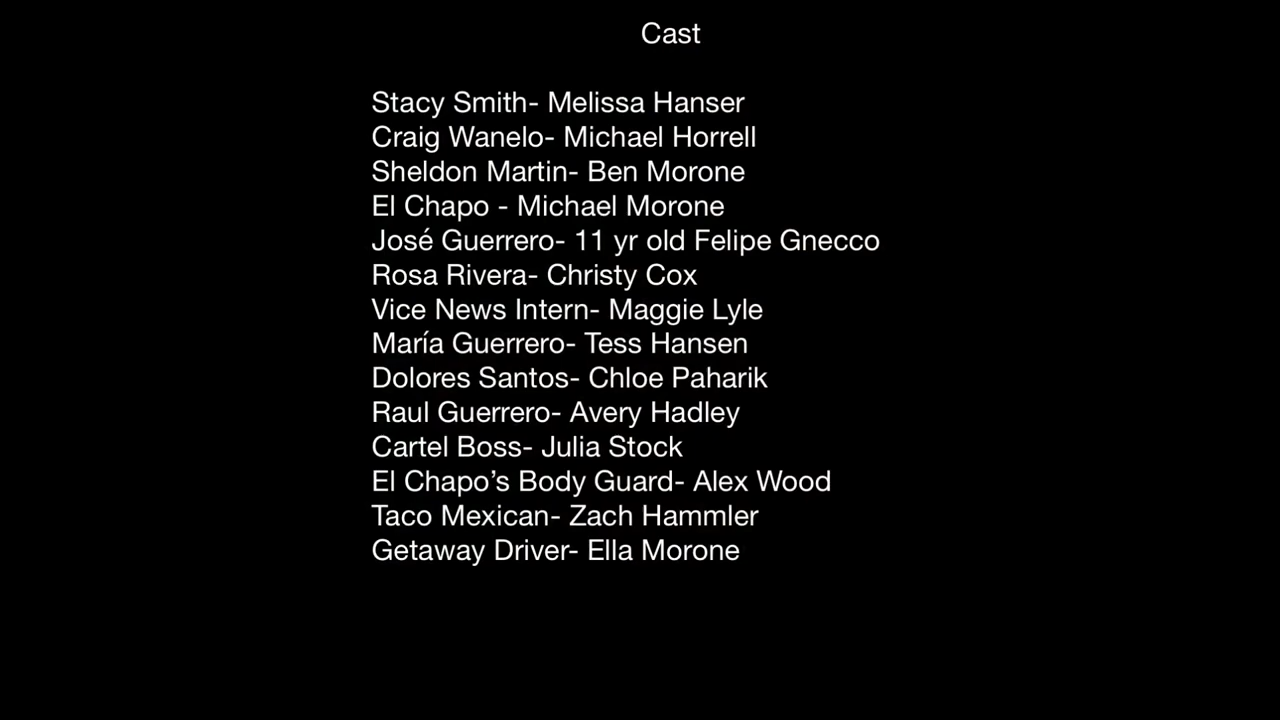 Cast
Stacy Smith- Melissa Hanser
Craig Wanelo- Michael Horrell
Sheldon Martin- Ben Morone
El Chapo - Michael Morone
José Guerrero- 11 yr old Felipe Gnecco
Rosa Rivera- Christy Cox
Vice News Intern- Maggie Lyle
María Guerrero- Tess Hansen
Dolores Santos- Chloe Paharik
Raul Guerrero- Avery Hadley
Cartel Boss- Julia Stock
El Chapo’s Body Guard- Alex Wood
Taco Mexican- Zach Hammler
Getaway Driver- Ella Morone